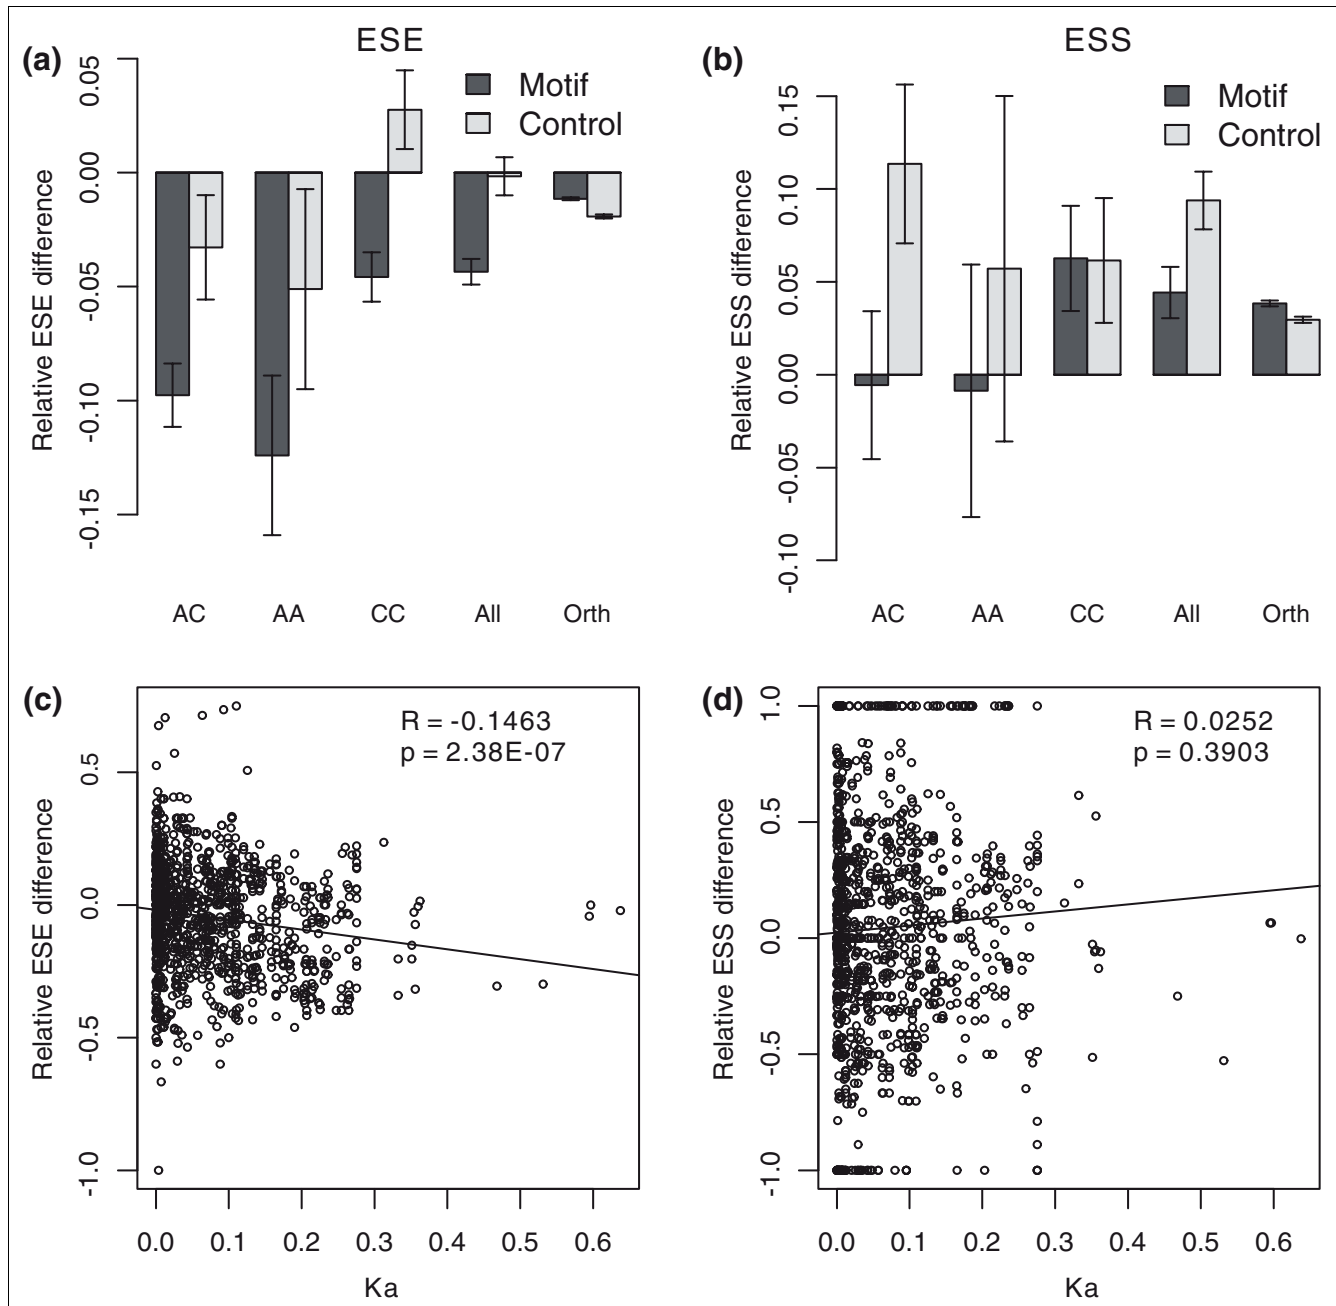 (a)
ESE
Motif
Control
Relative ESE difference
0.05
0.00
-0.05
-0.10
-0.15
AC AA CC All Orth
(b)
ESS
Motif
Control
Relative ESS difference
0.15
0.10
0.05
0.00
-0.05
-0.10
AC AA CC All Orth
(c)
R = -0.1463
p = 2.38E-07
Relative ESE difference
0.5
0.0
-0.5
-1.0
0.0 0.1 0.2 0.3 0.4 0.5 0.6
Ka
(d)
R = 0.0252
p = 0.3903
Relative ESS difference
1.0
0.5
0.0
-0.5
-1.0
0.0 0.1 0.2 0.3 0.4 0.5 0.6
Ka